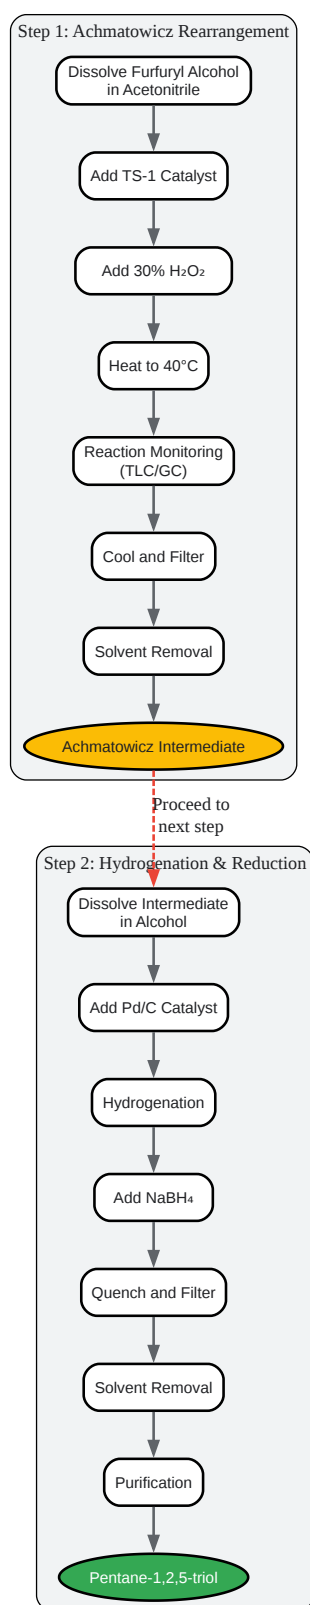 Step 1: Achmatowicz Rearrangement
Dissolve Furfuryl Alcohol
in Acetonitrile
Add TS-1 Catalyst
Add 30% H₂O₂
Heat to 40°C
Reaction Monitoring
(TLC/GC)
Cool and Filter
Solvent Removal
Achmatowicz Intermediate
Proceed to
next step
Step 2: Hydrogenation & Reduction
Dissolve Intermediate
in Alcohol
Add Pd/C Catalyst
Hydrogenation
Add NaBH₄
Quench and Filter
Solvent Removal
Purification
Pentane-1,2,5-triol